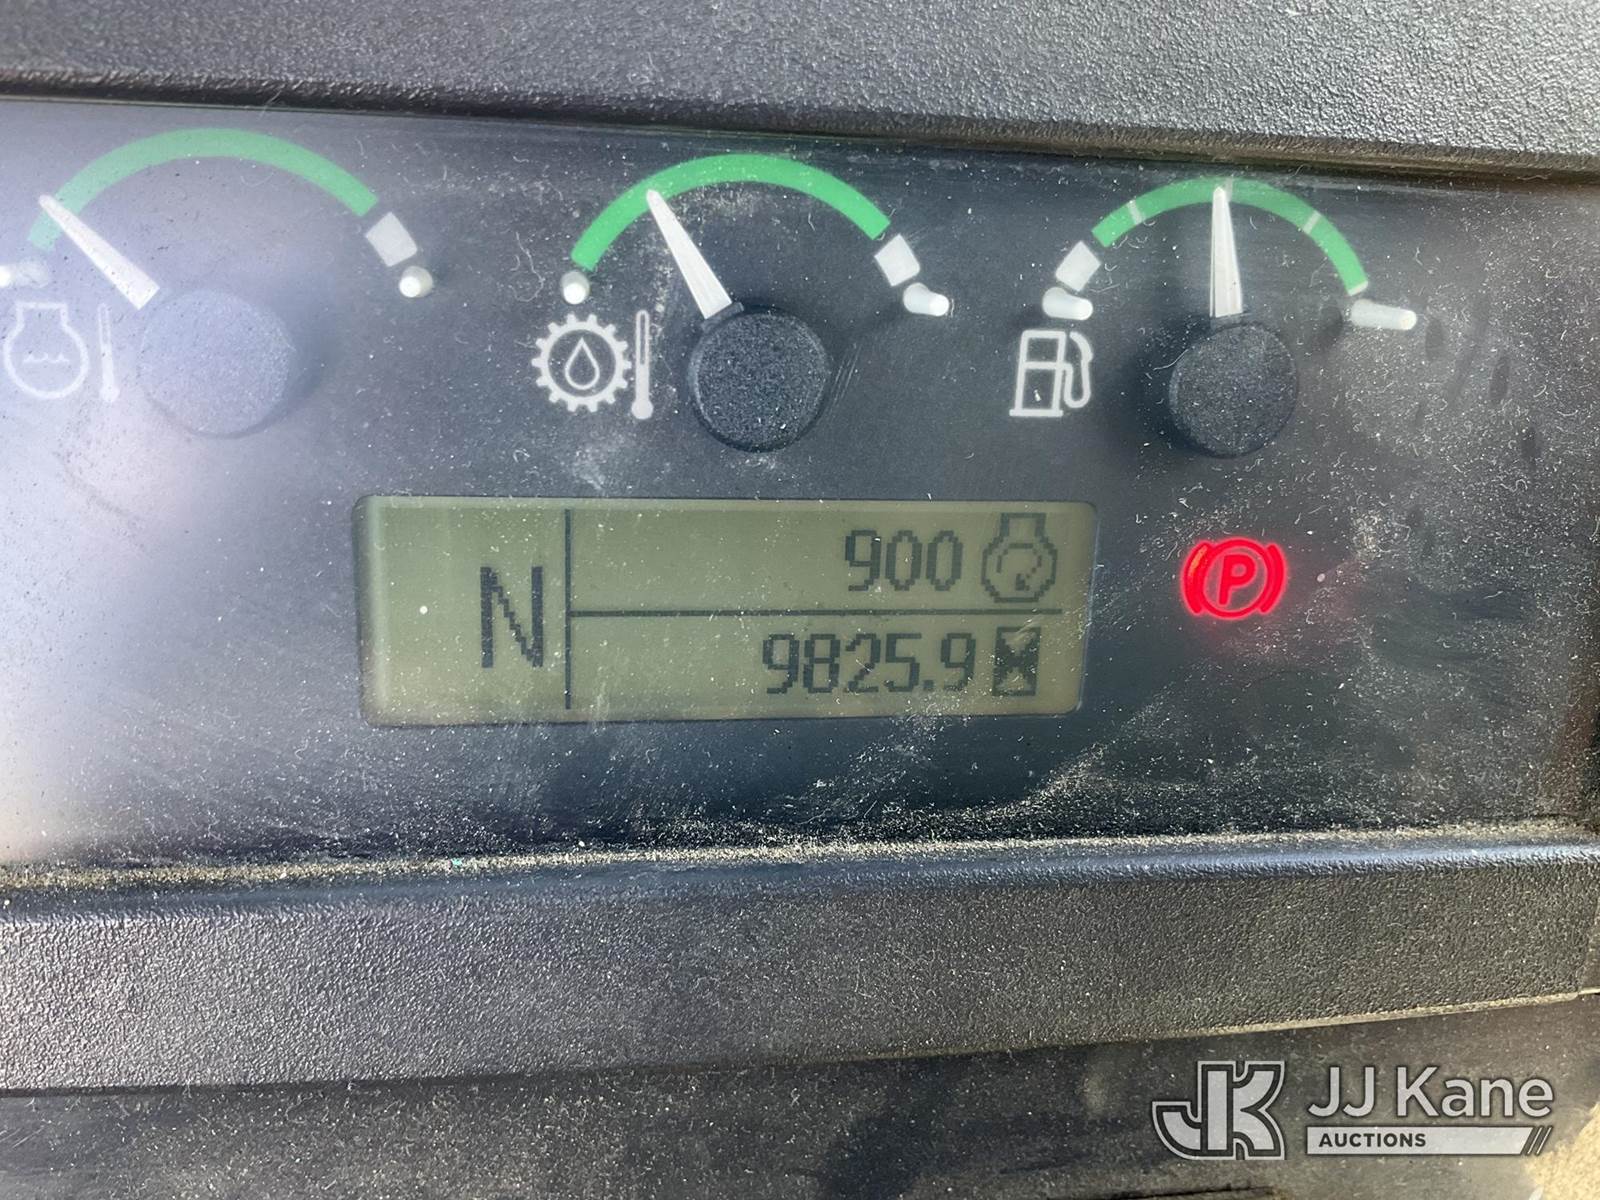 N
900
9825.9
P
JK
JJ Kane
AUCTIONS